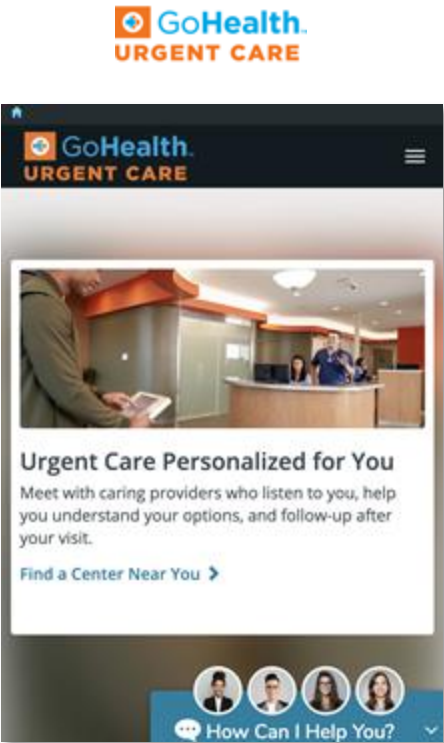 GoHealth
URGENT CARE
GoHealth
URGENT CARE
Urgent Care Personalized for You
Meet with caring providers who listen to you, help
you understand your options, and follow-up after
your visit.
Find a Center Near You
How Can I Help You?